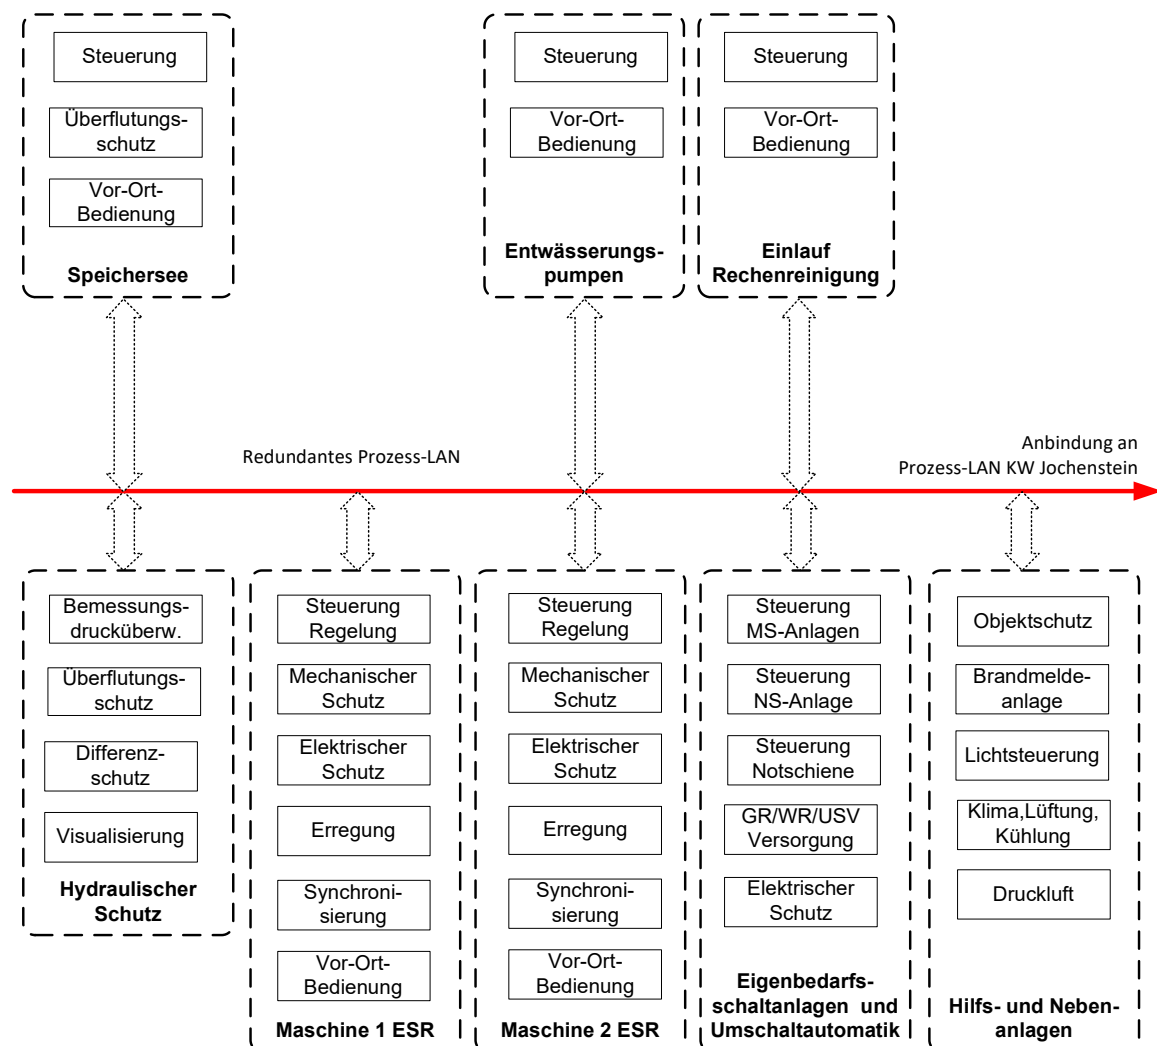 Steuerung
Überflutungs-
schutz
Vor-Ort-
Bedienung
Speichersee
Steuerung
Vor-Ort-
Bedienung
Entwässerungs-
pumpen
Steuerung
Vor-Ort-
Bedienung
Einlauf
Rechenreinigung
Redundantes Prozess-LAN
Anbindung an
Prozess-LAN KW Jochenstein
Bemessungs-
drucküberw.
Überflutungs-
schutz
Differenz-
schutz
Visualisierung
Hydraulischer
Schutz
Steuerung
Regelung
Mechanischer
Schutz
Elektrischer
Schutz
Erregung
Synchroni-
sierung
Vor-Ort-
Bedienung
Maschine 1 ESR
Steuerung
Regelung
Mechanischer
Schutz
Elektrischer
Schutz
Erregung
Synchroni-
sierung
Vor-Ort-
Bedienung
Maschine 2 ESR
Steuerung
MS-Anlagen
Steuerung
NS-Anlage
Steuerung
Notschiene
GR/WR/USV
Versorgung
Elektrischer
Schutz
Eigenbedarfs-
schaltanlagen und
Umschaltautomatik
Objektschutz
Brandmelde-
anlage
Lichtsteuerung
Klima,Lüftung,
Kühlung
Druckluft
Hilfs- und Neben-
anlagen